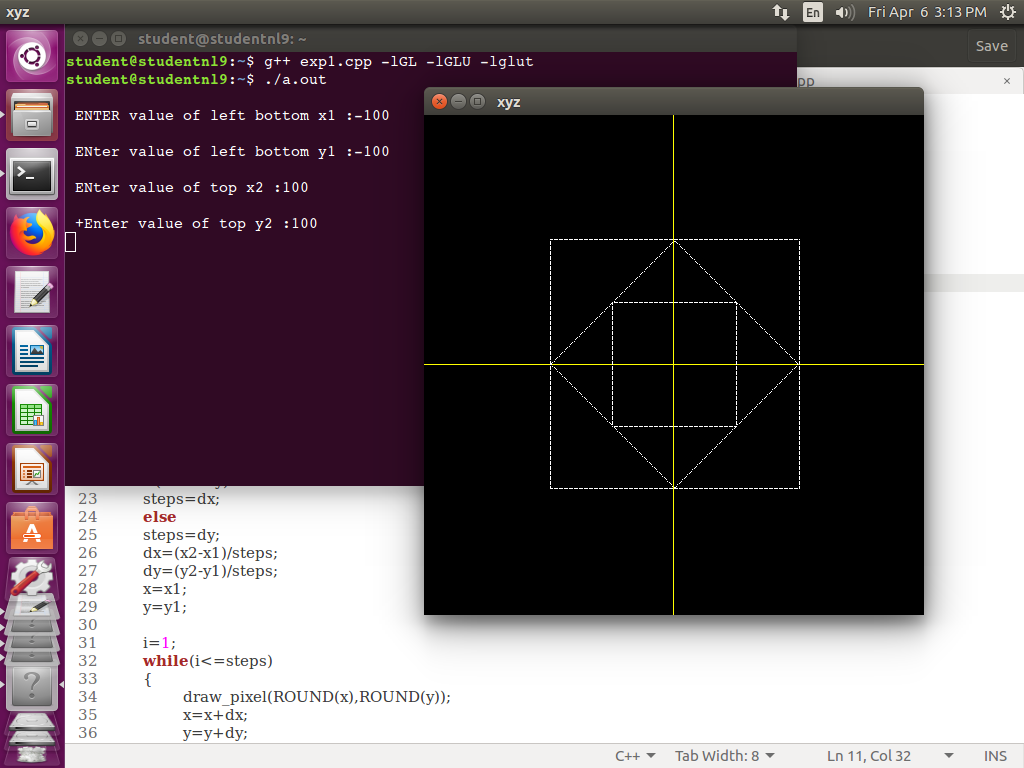 xyz
En
Fri Apr 6 3:13 PM
student@studentnl9: ~
Save
student@studentnl9:~$ g++ exp1.cpp -lGL -lGLU -lglut
student@studentnl9:~$ ./a.out
pp
xyz
ENTER value of left bottom x1 :-100
ENter value of left bottom y1 :-100
ENter value of top x2 :100
+Enter value of top y2 :100
23 steps=dx;
24 else
25 steps=dy;
26 dx=(x2-x1)/steps;
27 dy=(y2-y1)/steps;
28 x=x1;
29 y=y1;
30
31 i=1;
32 while(i<=steps)
33 {
34 draw_pixel(ROUND(x),ROUND(y));
35 x=x+dx;
36 y=y+dy;
C++ Tab Width: 8 Ln 11, Col 32 INS